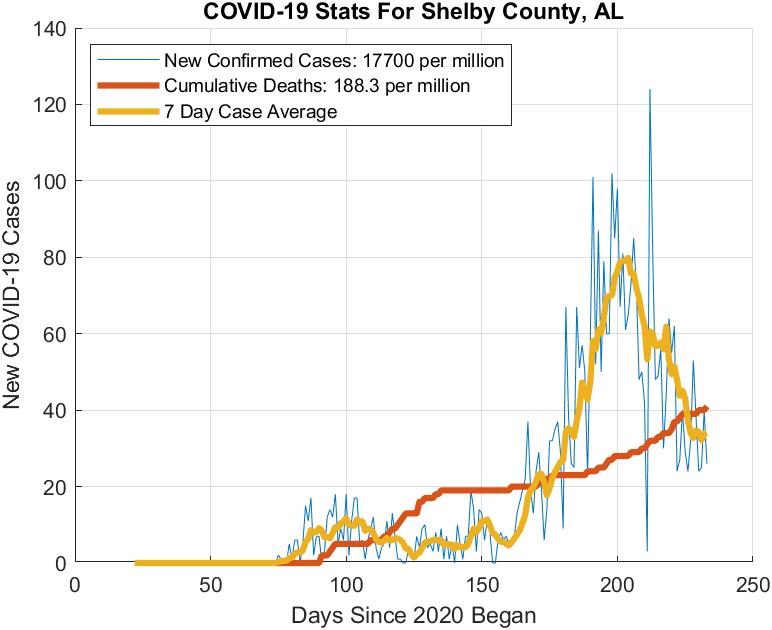 COVID-19 Stats For Shelby County, AL
140
New Confirmed Cases: 17700 per million
Cumulative Deaths: 188.3 per million
7 Day Case Average
120
100
80
60
40
20
0
New COVID-19 Cases
0 50 100 150 200 250
Days Since 2020 Began